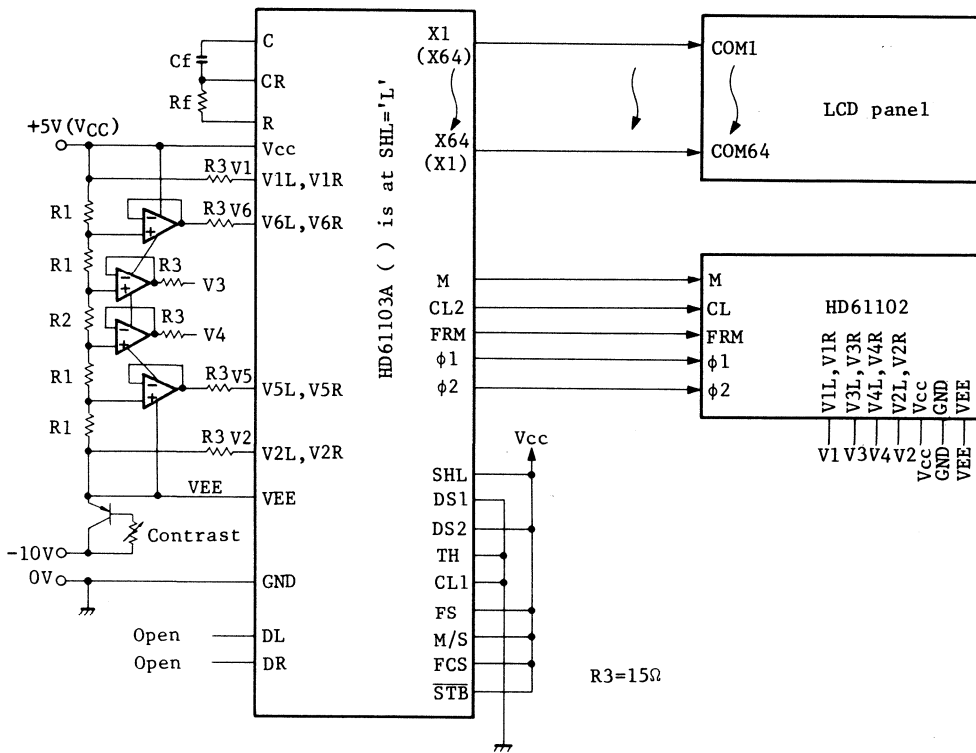 C
Cf
CR
Rf
R
+5V(VCC)
Vcc
R3 V1
V1L,V1R
R1
R3 V6
V6L,V6R
R1
R3
V3
R2
R3
V4
R1
R3 V5
V5L,V5R
R1
R3 V2
V2L,V2R
VEE
VEE
Contrast
-10V
0V
GND
Open
DL
Open
DR
HD61103A ( ) is at SHL='L'
X1
(X64)
X64
(X1)
M
CL2
FRM
ϕ1
ϕ2
Vcc
SHL
DS1
DS2
TH
CL1
FS
M/S
FCS
S̅T̅B̅
COM1
LCD panel
COM64
M
CL
FRM
ϕ1
ϕ2
HD61102
V1L,V1R
V3L,V3R
V4L,V4R
V2L,V2R
Vcc
GND
VEE
V1
V3
V4
V2
Vcc
GND
VEE
R3=15Ω